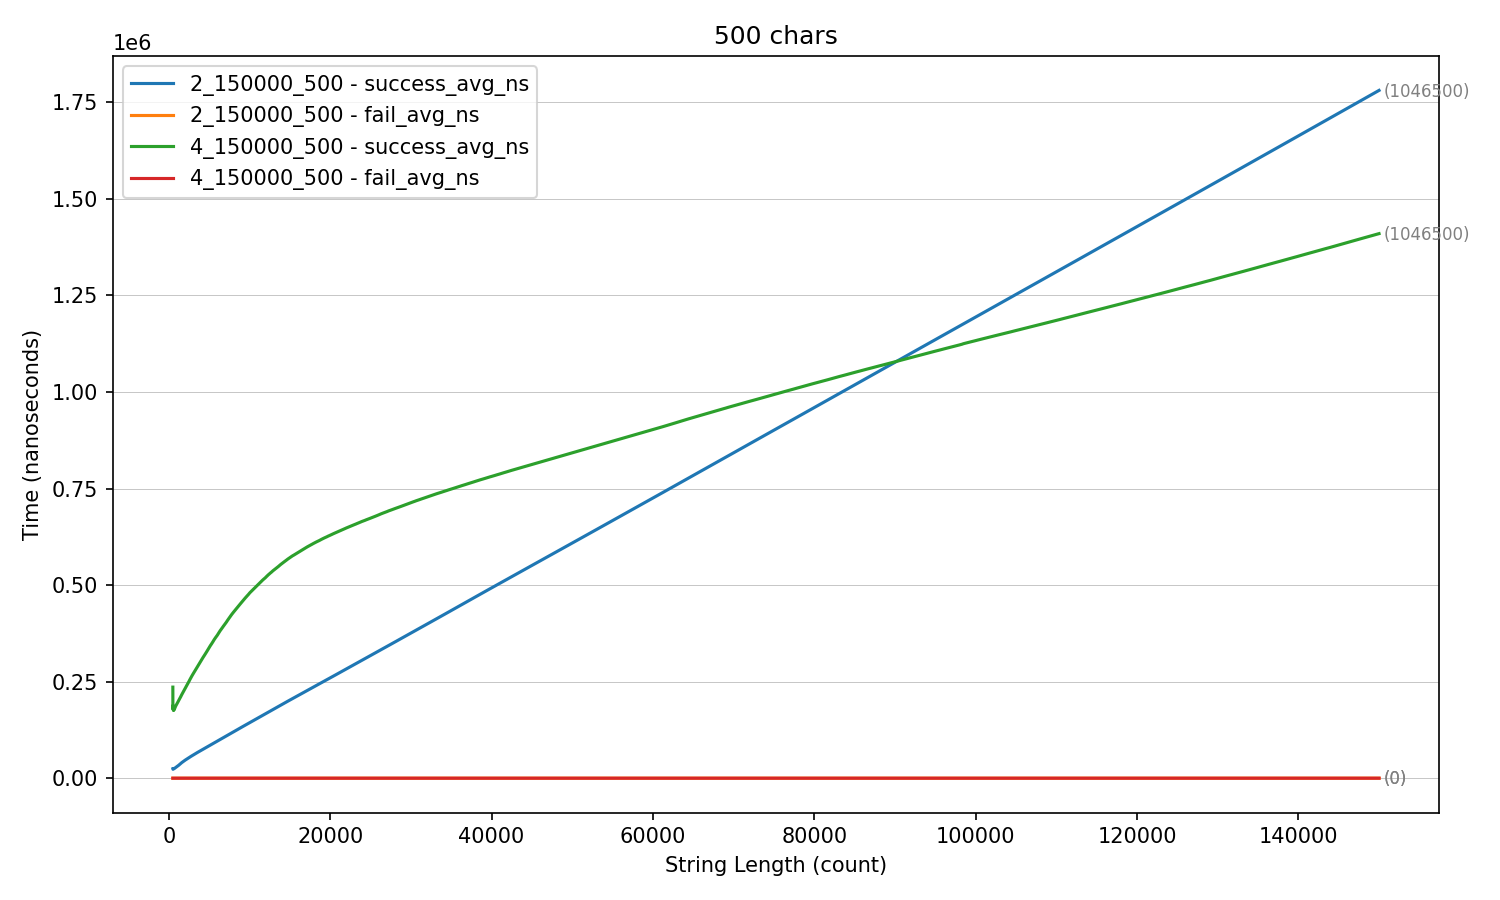 500 chars
1e6
2_150000_500 - success_avg_ns
2_150000_500 - fail_avg_ns
4_150000_500 - success_avg_ns
4_150000_500 - fail_avg_ns
1.75
1.50
1.25
1.00
0.75
0.50
0.25
0.00
Time (nanoseconds)
(1046500)
(1046500)
(0)
0
20000
40000
60000
80000
100000
120000
140000
String Length (count)